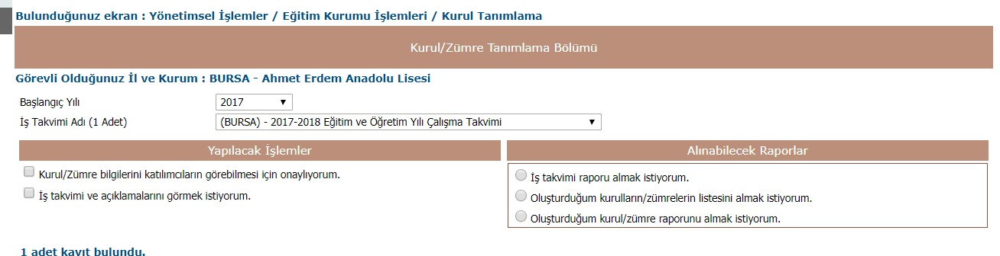 Bulunduğunuz ekran : Yönetimsel İşlemler / Eğitim Kurumu İşlemleri / Kurul Tanımlama
Kurul/Zümre Tanımlama Bölümü
Görevli Olduğunuz İl ve Kurum : BURSA - Ahmet Erdem Anadolu Lisesi
Başlangıç Yılı 2017
İş Takvimi Adı (1 Adet) (BURSA) - 2017-2018 Eğitim ve Öğretim Yılı Çalışma Takvimi
Yapılacak İşlemler
Kurul/Zümre bilgilerini katılımcıların görebilmesi için onaylıyorum.
İş takvimi ve açıklamalarını görmek istiyorum.
Alınabilecek Raporlar
İş takvimi raporu almak istiyorum.
Oluşturduğum kurulların/zümrelerin listesini almak istiyorum.
Oluşturduğum kurul/zümre raporunu almak istiyorum.
1 adet kayıt bulundu.